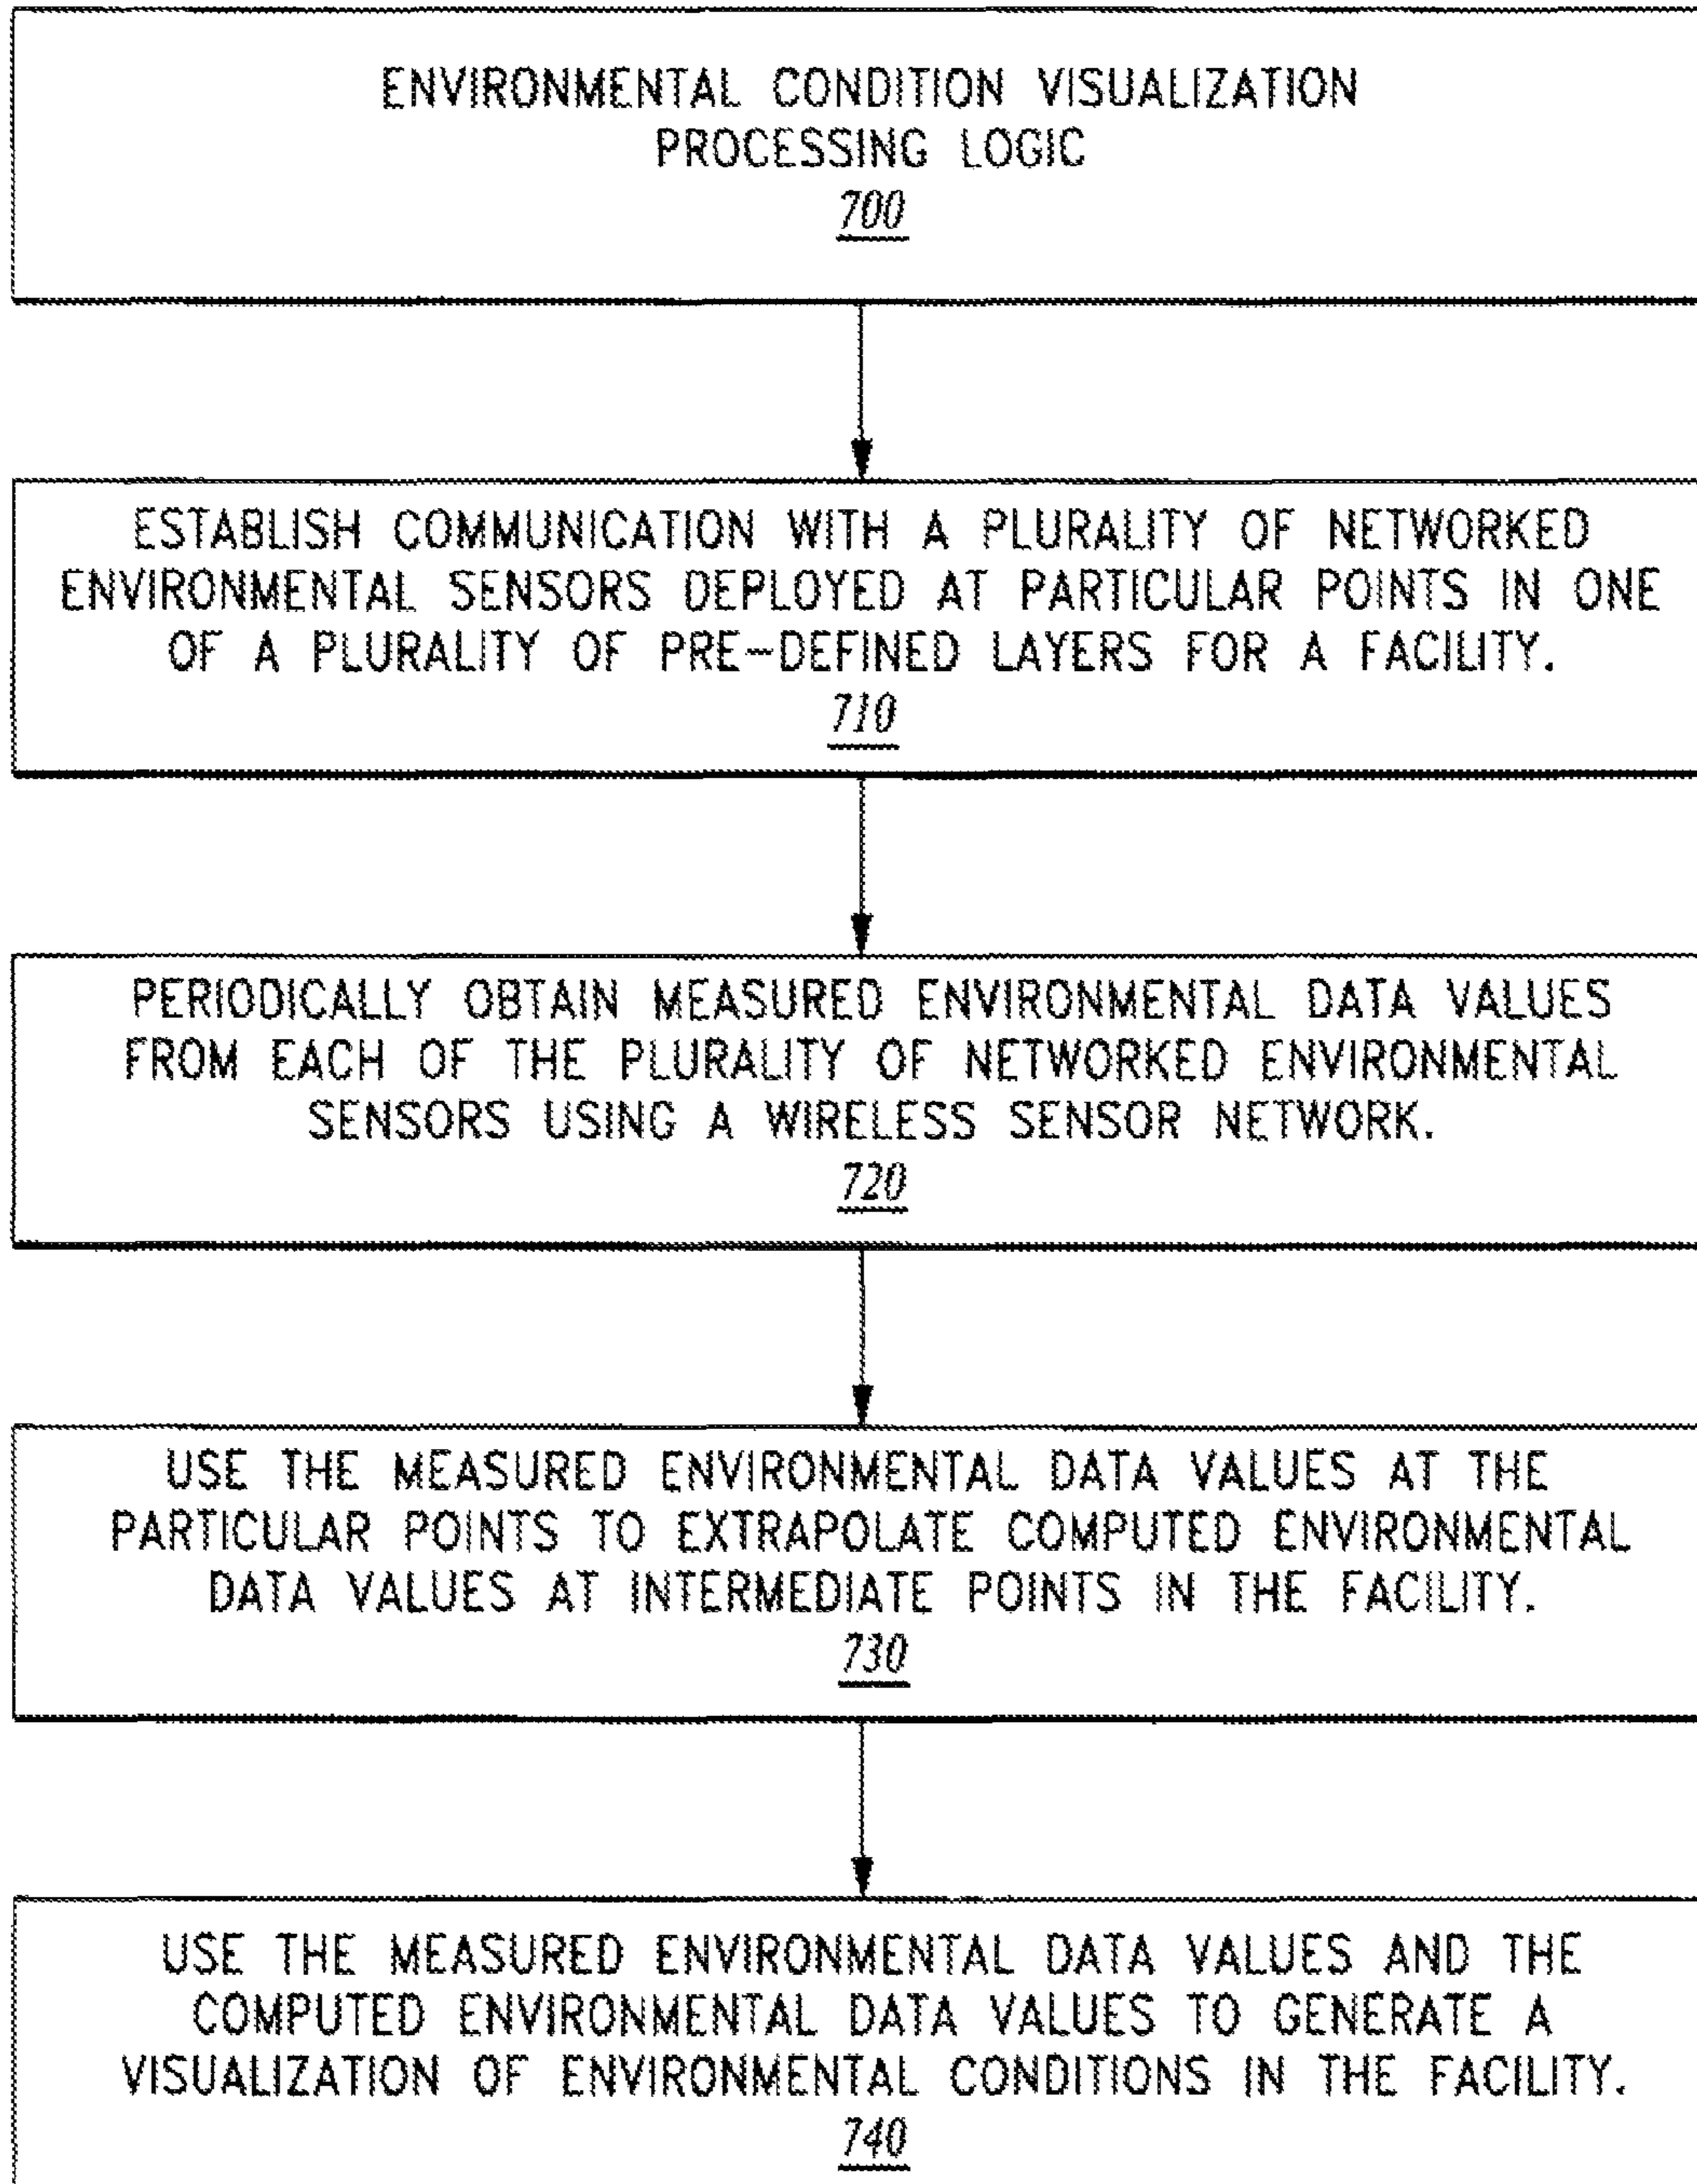 ENVIRONMENTAL CONDITION VISUALIZATION
PROCESSING LOGIC
700
ESTABLISH COMMUNICATION WITH A PLURALITY OF NETWORKED
ENVIRONMENTAL SENSORS DEPLOYED AT PARTICULAR POINTS IN ONE
OF A PLURALITY OF PRE-DEFINED LAYERS FOR A FACILITY.
710
PERIODICALLY OBTAIN MEASURED ENVIRONMENTAL DATA VALUES
FROM EACH OF THE PLURALITY OF NETWORKED ENVIRONMENTAL
SENSORS USING A WIRELESS SENSOR NETWORK.
720
USE THE MEASURED ENVIRONMENTAL DATA VALUES AT THE
PARTICULAR POINTS TO EXTRAPOLATE COMPUTED ENVIRONMENTAL
DATA VALUES AT INTERMEDIATE POINTS IN THE FACILITY.
730
USE THE MEASURED ENVIRONMENTAL DATA VALUES AND THE
COMPUTED ENVIRONMENTAL DATA VALUES TO GENERATE A
VISUALIZATION OF ENVIRONMENTAL CONDITIONS IN THE FACILITY.
740